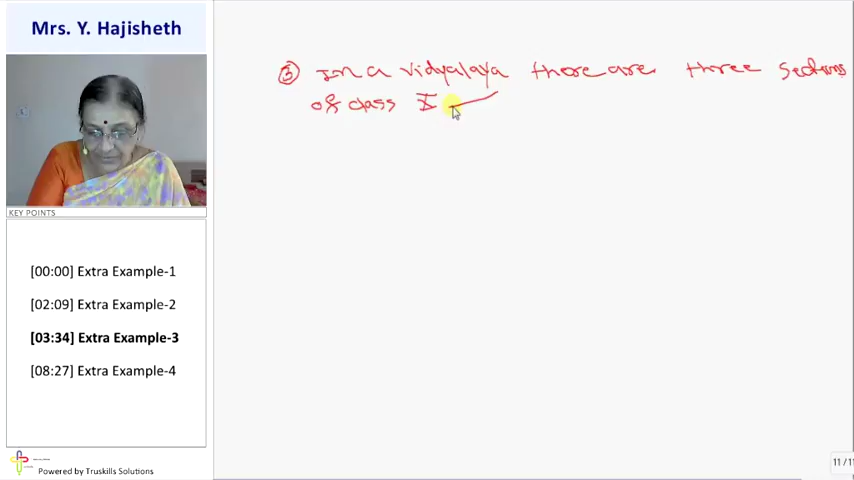 Mrs. Y. Hajisheth
③ In a vidyalaya there are three sections
of class X
KEY POINTS
[00:00] Extra Example-1
[02:09] Extra Example-2
[03:34] Extra Example-3
[08:27] Extra Example-4
Powered by Truskills Solutions
11 / 11